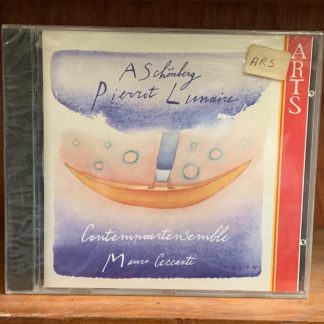 A Schönberg
Pierrot Lunaire
ARS
ARTS
Contempoartensemble
Mauro Ceccanti